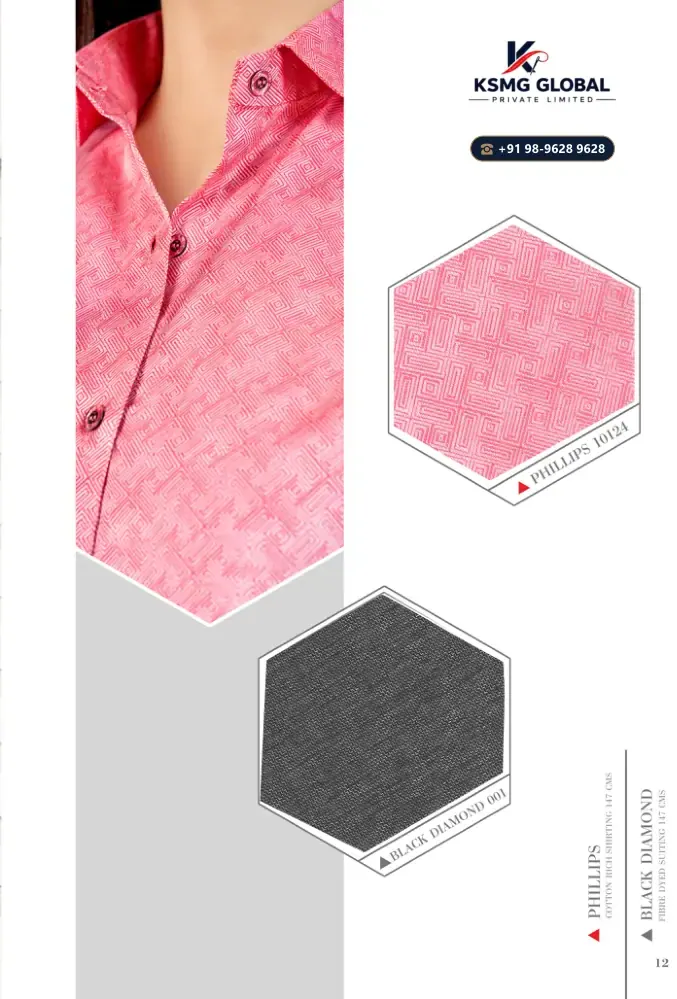 KSMG GLOBAL
PRIVATE LIMITED
+91 98-9628 9628
PHILLIPS 10124
BLACK DIAMOND 001
PHILLIPS
COTTON RICH SHIRTING 147 CMS
BLACK DIAMOND
FIBRE DYED SUITING 147 CMS
12